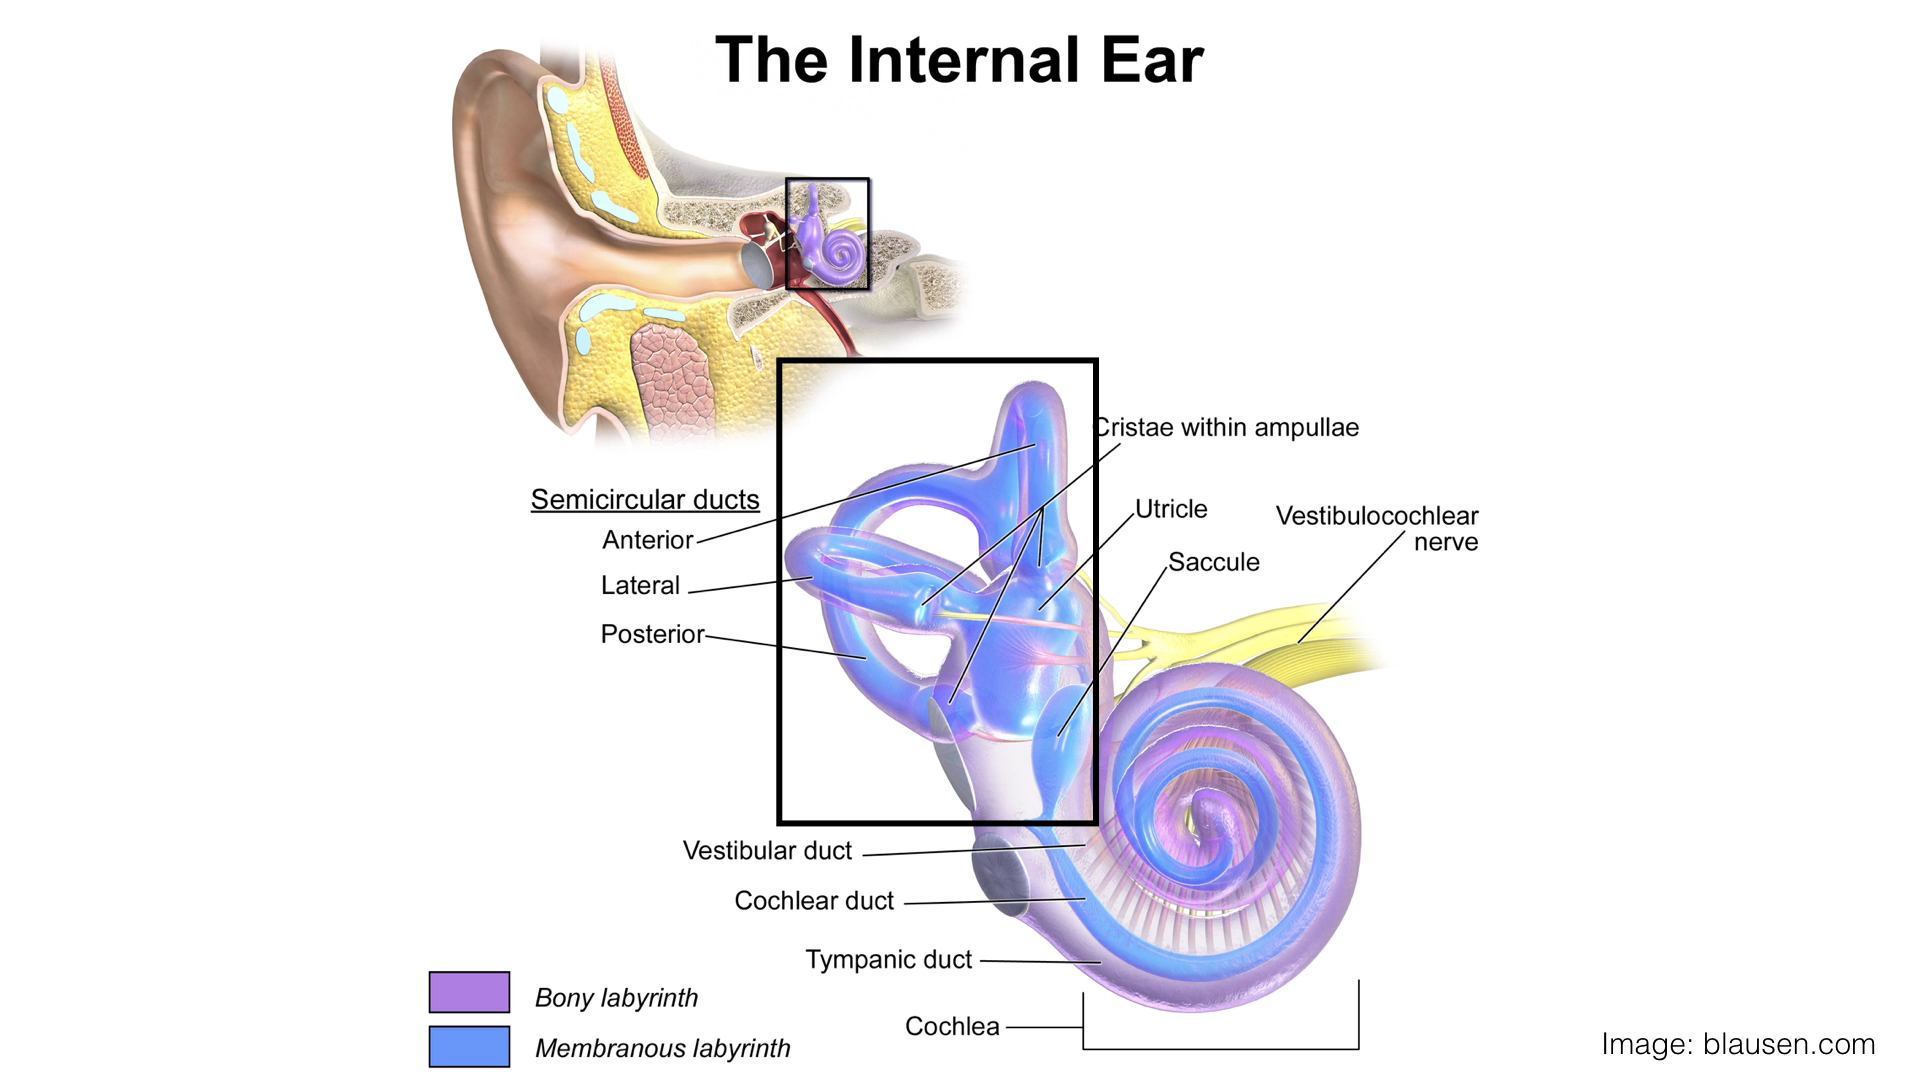 The Internal Ear
Cristae within ampullae
Semicircular ducts
Anterior
Lateral
Posterior
Utricle
Saccule
Vestibulocochlear
nerve
Vestibular duct
Cochlear duct
Tympanic duct
Cochlea
Bony labyrinth
Membranous labyrinth
Image: blausen.com